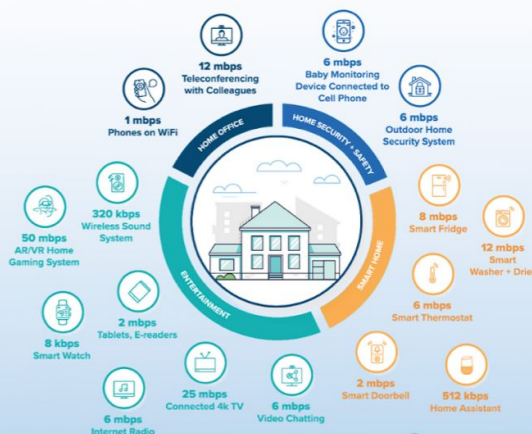 12 mbps
Teleconferencing
with Colleagues
6 mbps
Baby Monitoring
Device Connected to
Cell Phone
1 mbps
Phones on WiFi
6 mbps
Outdoor Home
Security System
HOME OFFICE
HOME SECURITY + SAFETY
320 kbps
Wireless Sound
System
50 mbps
AR/VR Home
Gaming System
8 mbps
Smart Fridge
12 mbps
Smart
Washer + Drie
ENTERTAINMENT
SMART HOME
6 mbps
Smart Thermostat
2 mbps
Tablets, E-readers
8 kbps
Smart Watch
25 mbps
Connected 4k TV
6 mbps
Video Chatting
2 mbps
Smart Doorbell
512 kbps
Home Assistant
6 mbps
Internet Radio